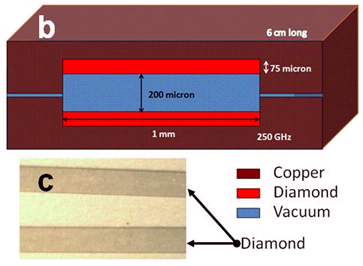 b
6 cm long
75 micron
200 micron
1 mm
250 GHz
c
Copper
Diamond
Vacuum
Diamond